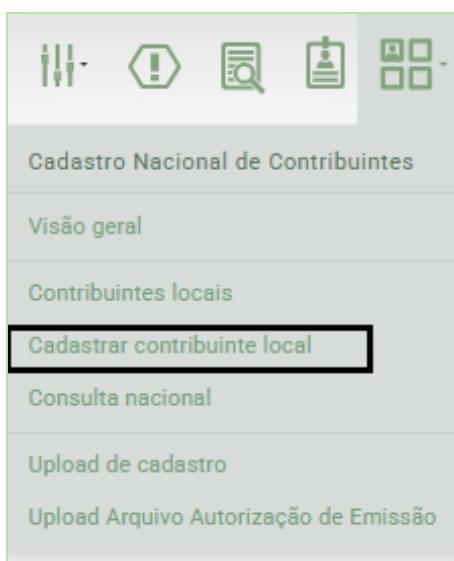 Cadastro Nacional de Contribuintes
Visão geral
Contribuintes locais
Cadastrar contribuinte local
Consulta nacional
Upload de cadastro
Upload Arquivo Autorização de Emissão